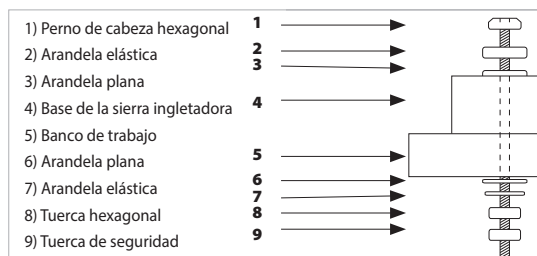 1) Perno de cabeza hexagonal
2) Arandela elástica
3) Arandela plana
4) Base de la sierra ingletadora
5) Banco de trabajo
6) Arandela plana
7) Arandela elástica
8) Tuerca hexagonal
9) Tuerca de seguridad
1
2
3
4
5
6
7
8
9